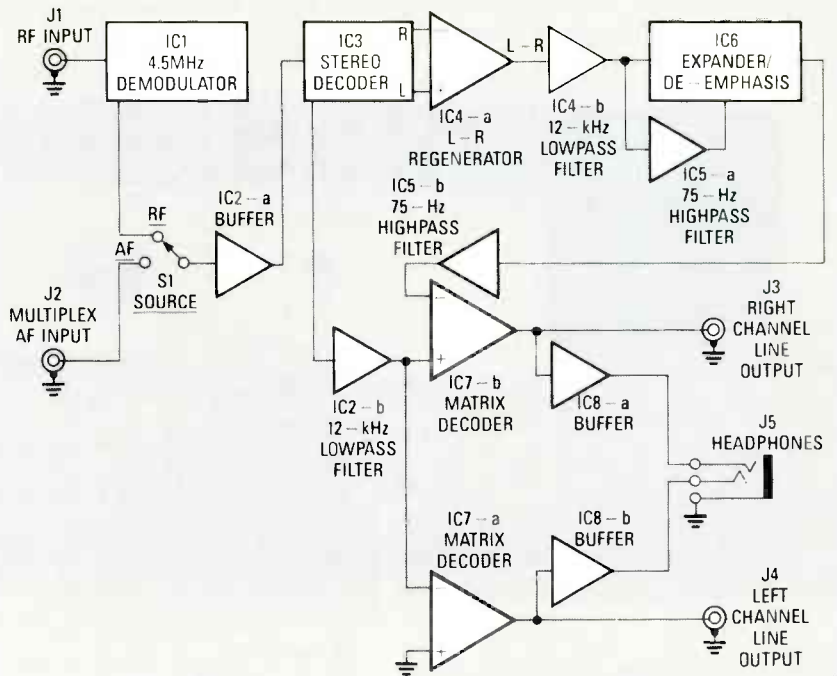 J1
RF INPUT
IC1
4.5MHz
DEMODULATOR
IC3
STEREO
DECODER
R
L
-
+
IC4-a
L-R
REGENERATOR
L-R
IC4-b
12-kHz
LOWPASS
FILTER
IC6
EXPANDER/
DE-EMPHASIS
IC5-a
75-Hz
HIGHPASS
FILTER
IC5-b
75-Hz
HIGHPASS
FILTER
IC2-a
BUFFER
RF
AF
S1
SOURCE
J2
MULTIPLEX
AF INPUT
IC2-b
12-kHz
LOWPASS
FILTER
-
+
IC7-b
MATRIX
DECODER
IC8-a
BUFFER
J3
RIGHT
CHANNEL
LINE
OUTPUT
J5
HEADPHONES
IC7-a
MATRIX
DECODER
-
+
IC8-b
BUFFER
J4
LEFT
CHANNEL
LINE
OUTPUT